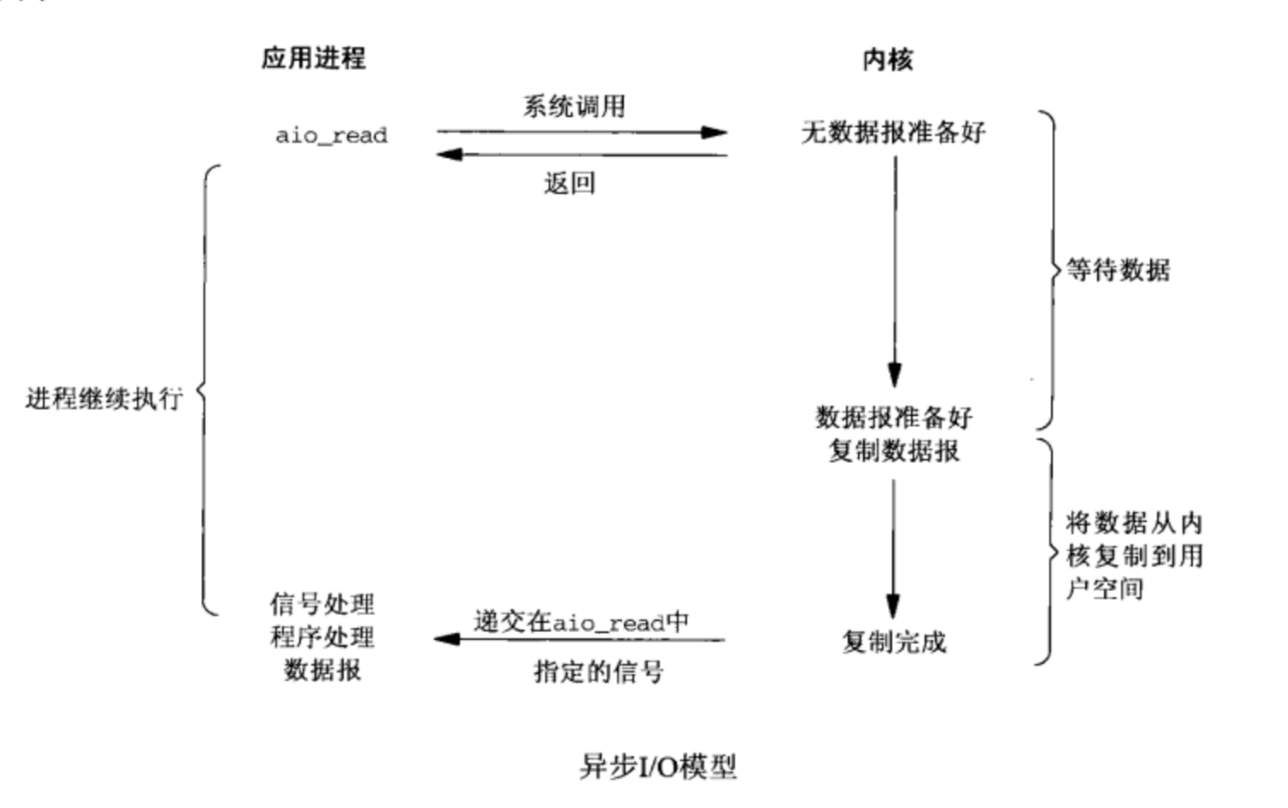 应用进程
内核
系统调用
aio_read
无数据报准备好
返回
等待数据
进程继续执行
数据报准备好
复制数据报
将数据从内
核复制到用
户空间
信号处理
程序处理
数据报
递交在aio_read中
指定的信号
复制完成
异步I/O模型